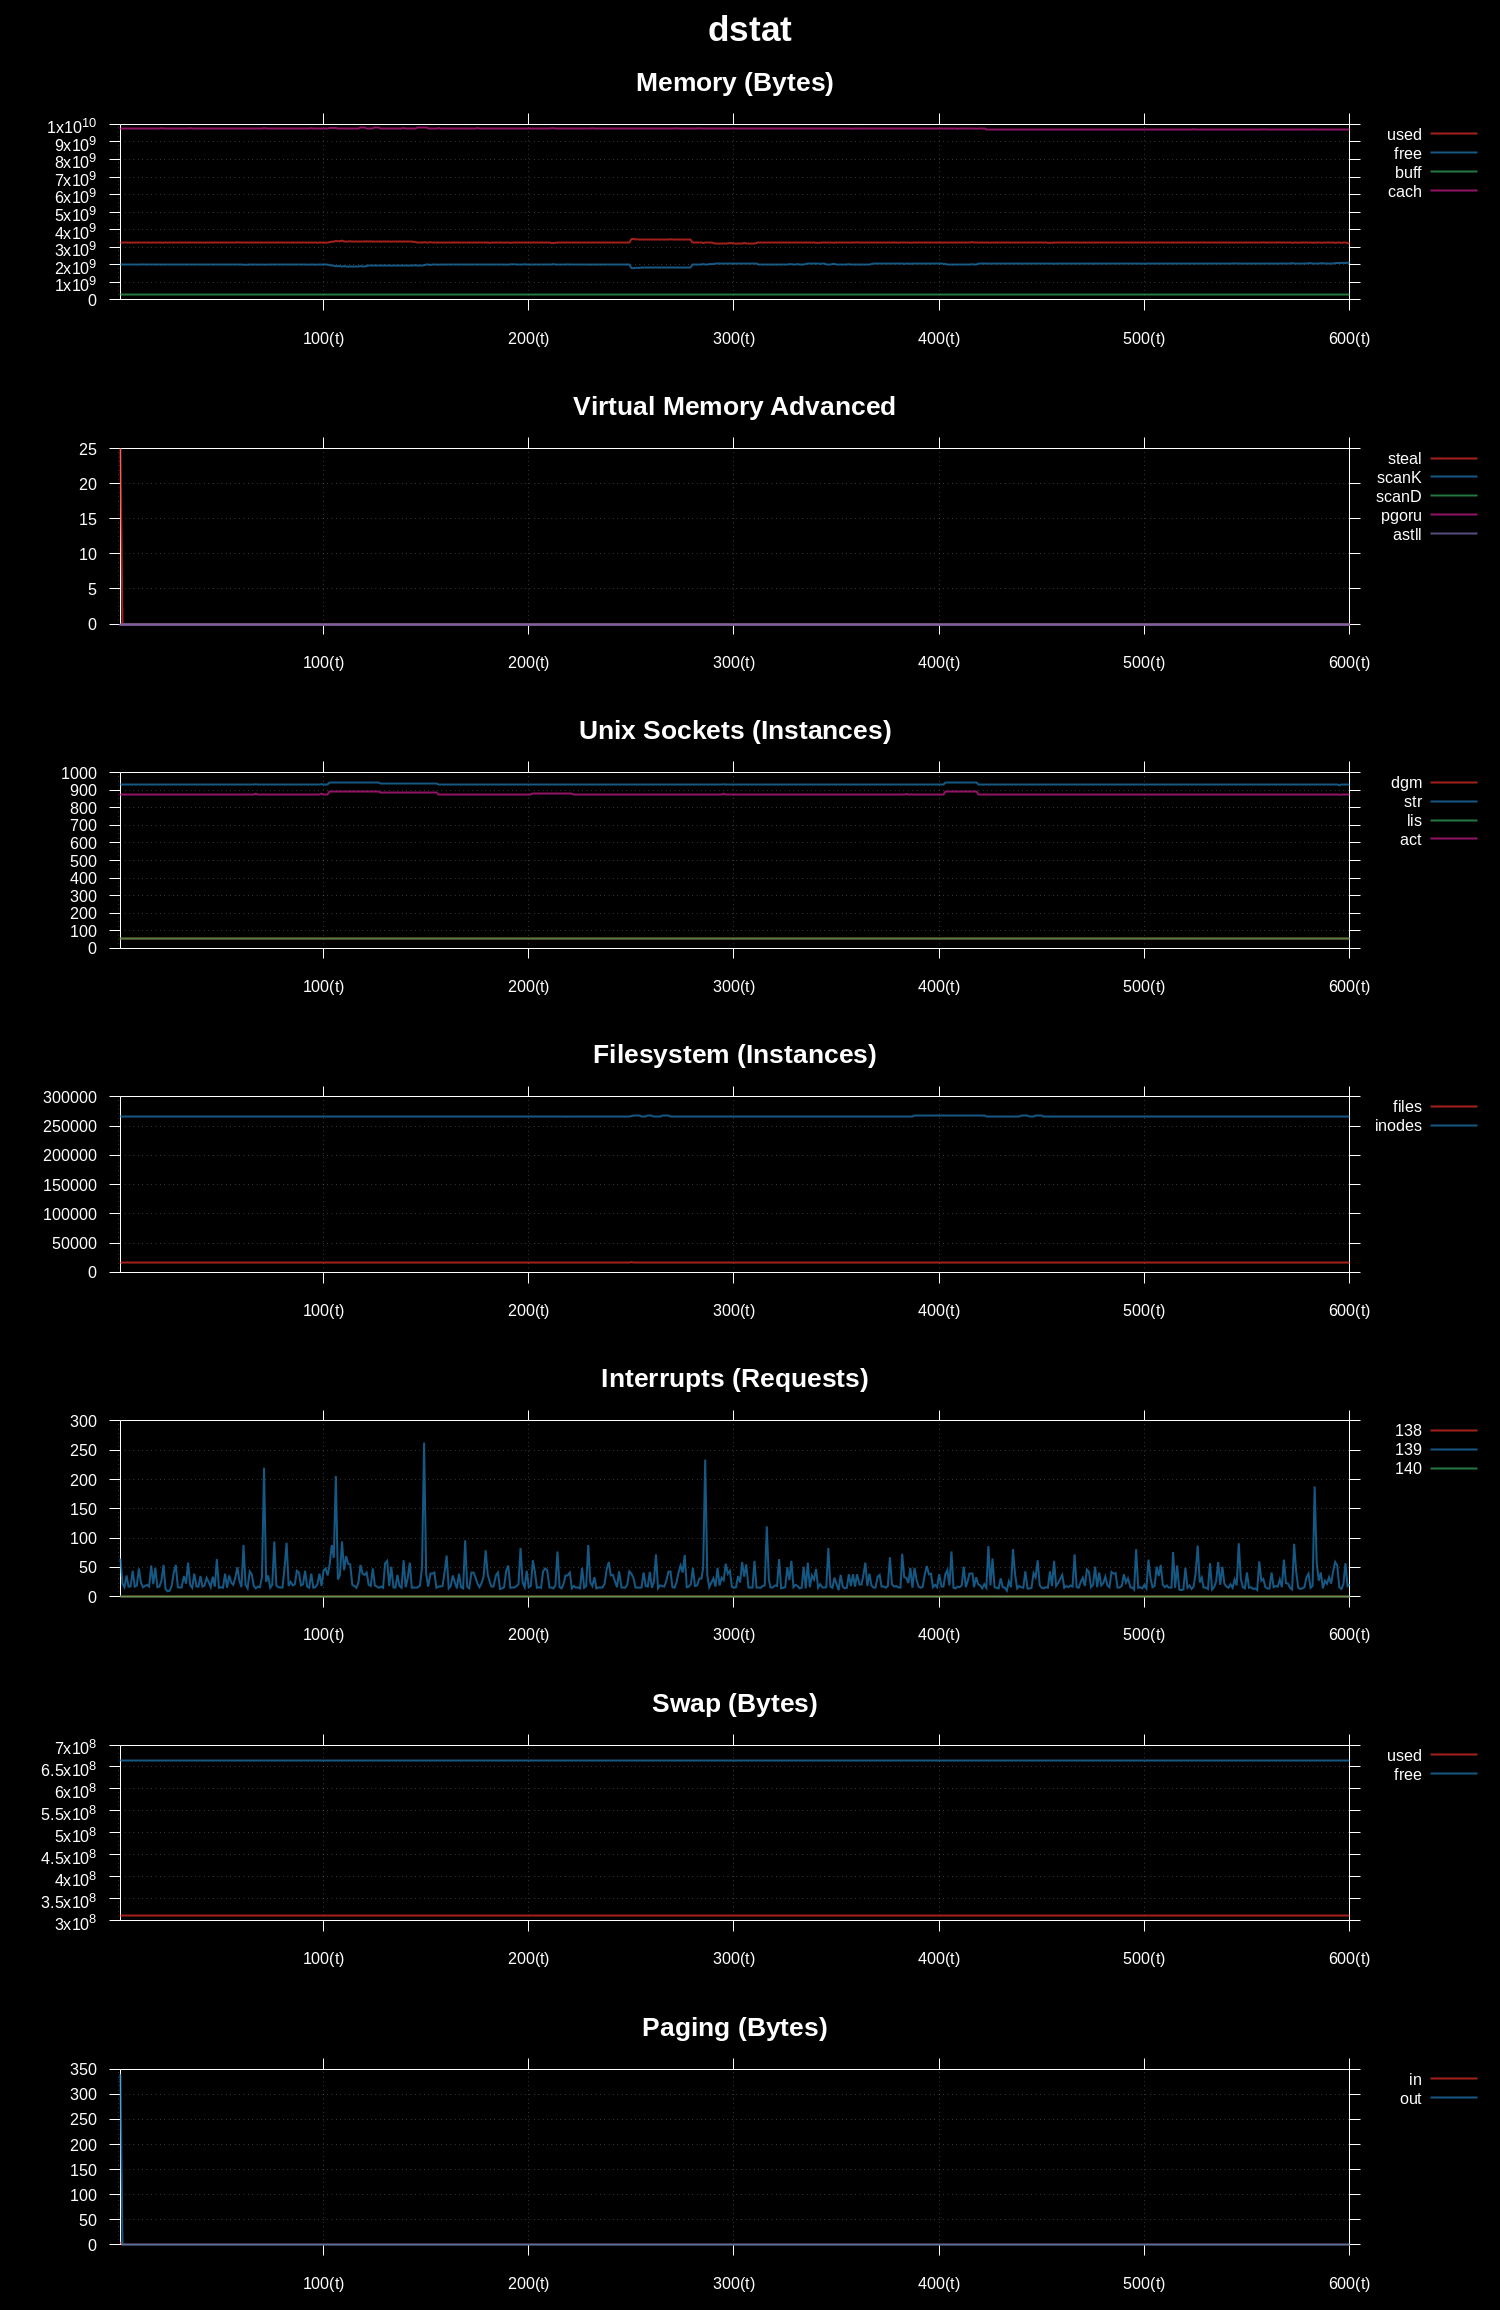 dstat
Memory (Bytes)
1x10^10
9x10^9
8x10^9
7x10^9
6x10^9
5x10^9
4x10^9
3x10^9
2x10^9
1x10^9
0
100(t) 200(t) 300(t) 400(t) 500(t) 600(t)
used
free
buff
cach
Virtual Memory Advanced
25
20
15
10
5
0
100(t) 200(t) 300(t) 400(t) 500(t) 600(t)
steal
scanK
scanD
pgoru
astll
Unix Sockets (Instances)
1000
900
800
700
600
500
400
300
200
100
0
100(t) 200(t) 300(t) 400(t) 500(t) 600(t)
dgm
str
lis
act
Filesystem (Instances)
300000
250000
200000
150000
100000
50000
0
100(t) 200(t) 300(t) 400(t) 500(t) 600(t)
files
inodes
Interrupts (Requests)
300
250
200
150
100
50
0
100(t) 200(t) 300(t) 400(t) 500(t) 600(t)
138
139
140
Swap (Bytes)
7x10^8
6.5x10^8
6x10^8
5.5x10^8
5x10^8
4.5x10^8
4x10^8
3.5x10^8
3x10^8
100(t) 200(t) 300(t) 400(t) 500(t) 600(t)
used
free
Paging (Bytes)
350
300
250
200
150
100
50
0
100(t) 200(t) 300(t) 400(t) 500(t) 600(t)
in
out